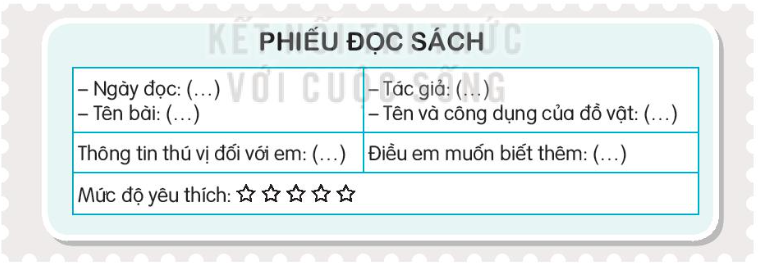 KẾT NỐI TRI THỨC
VỚI CUỘC SỐNG
PHIẾU ĐỌC SÁCH
– Ngày đọc: (...)
– Tên bài: (...)
– Tác giả: (...)
– Tên và công dụng của đồ vật: (...)
Thông tin thú vị đối với em: (...)
Điều em muốn biết thêm: (...)
Mức độ yêu thích: ☆ ☆ ☆ ☆ ☆